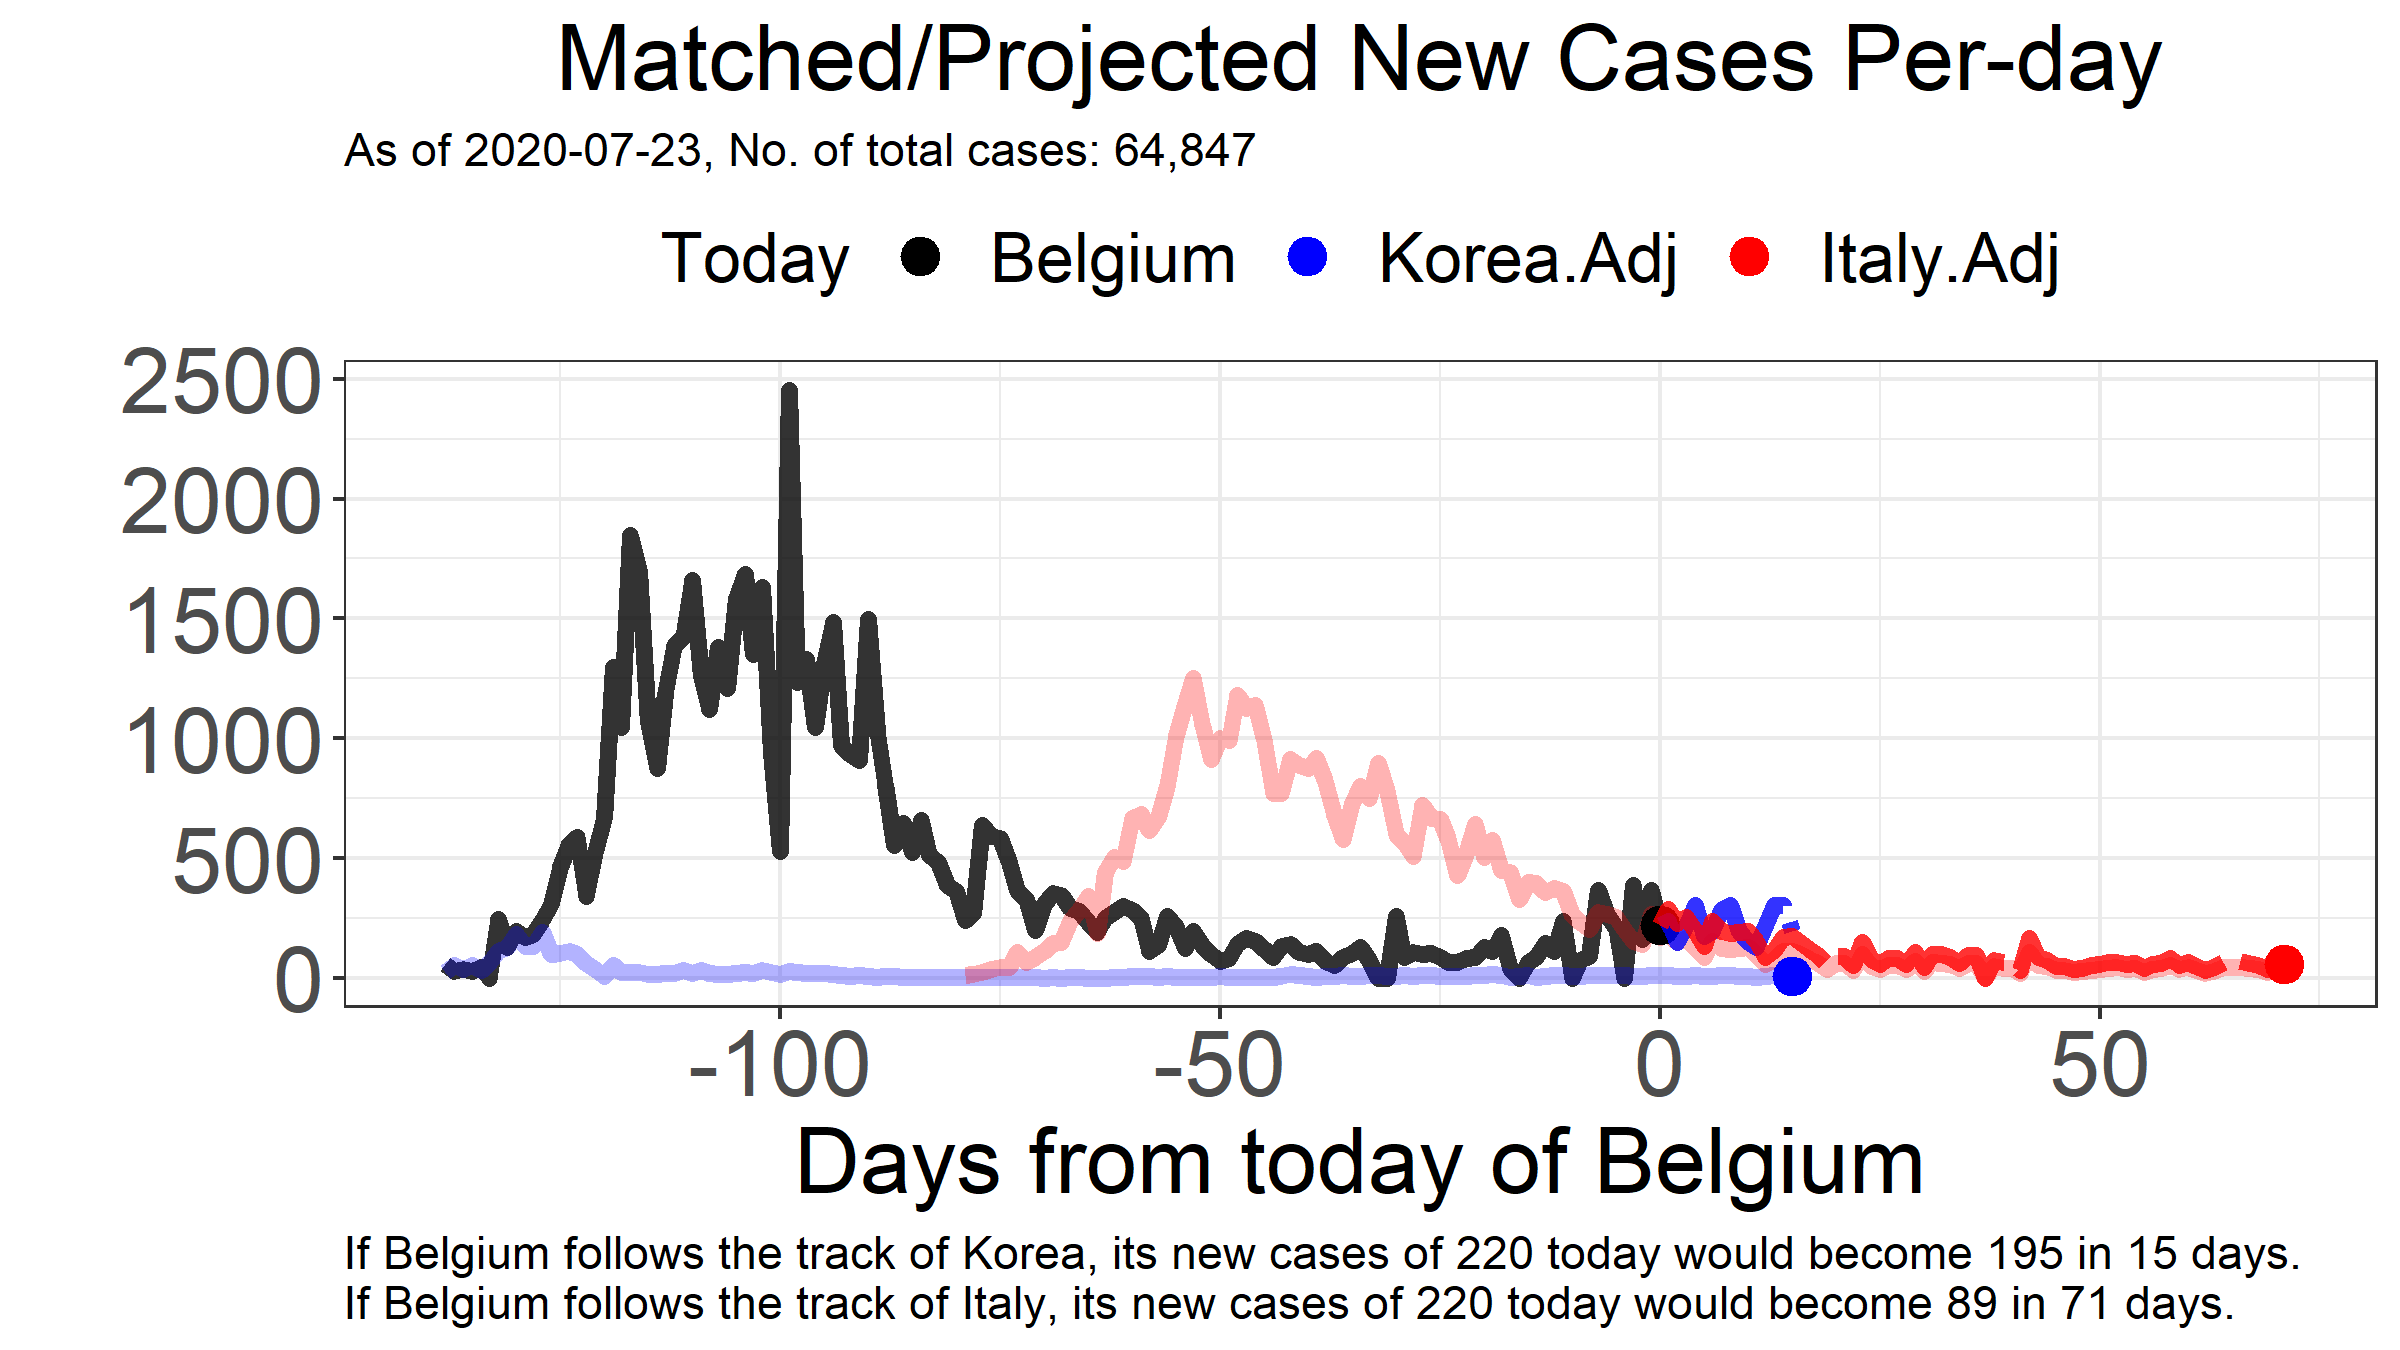 Matched/Projected New Cases Per-day
As of 2020-07-23, No. of total cases: 64,847
Today Belgium Korea.Adj Italy.Adj
2500
2000
1500
1000
500
0
-100 -50 0 50
Days from today of Belgium
If Belgium follows the track of Korea, its new cases of 220 today would become 195 in 15 days.
If Belgium follows the track of Italy, its new cases of 220 today would become 89 in 71 days.